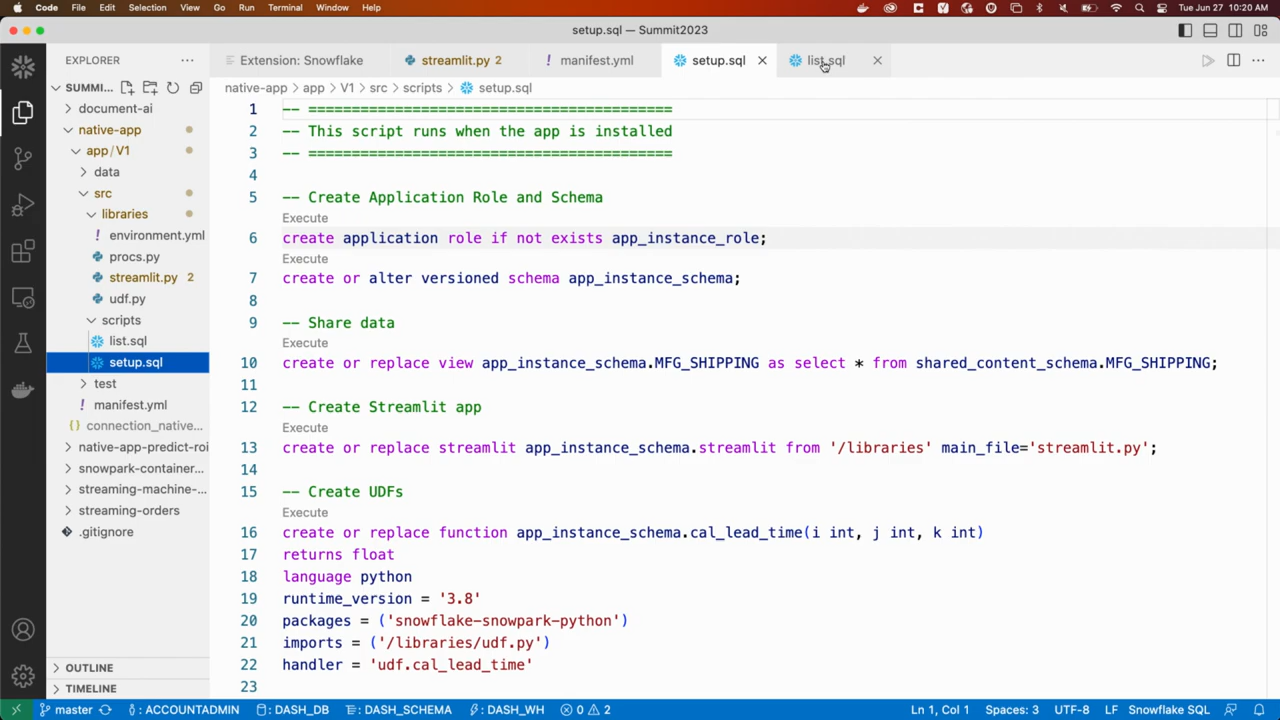 Code File Edit Selection View Go Run Terminal Window Help
Tue Jun 27 10:20 AM
setup.sql — Summit2023
EXPLORER
Extension: Snowflake
streamlit.py 2
manifest.yml
setup.sql
list.sql
native-app > app > V1 > src > scripts > setup.sql
SUMMI...
document-ai
native-app
app / V1
data
src
libraries
environment.yml
procs.py
streamlit.py 2
udf.py
scripts
list.sql
setup.sql
test
manifest.yml
connection_native...
native-app-predict-roi
snowpark-container...
streaming-machine-...
streaming-orders
.gitignore
OUTLINE
TIMELINE
1 -- ==========================================
2 -- This script runs when the app is installed
3 -- ==========================================
4
5 -- Create Application Role and Schema
Execute
6 create application role if not exists app_instance_role;
Execute
7 create or alter versioned schema app_instance_schema;
8
9 -- Share data
Execute
10 create or replace view app_instance_schema.MFG_SHIPPING as select * from shared_content_schema.MFG_SHIPPING;
11
12 -- Create Streamlit app
Execute
13 create or replace streamlit app_instance_schema.streamlit from '/libraries' main_file='streamlit.py';
14
15 -- Create UDFs
Execute
16 create or replace function app_instance_schema.cal_lead_time(i int, j int, k int)
17 returns float
18 language python
19 runtime_version = '3.8'
20 packages = ('snowflake-snowpark-python')
21 imports = ('/libraries/udf.py')
22 handler = 'udf.cal_lead_time'
23
master : ACCOUNTADMIN : DASH_DB : DASH_SCHEMA : DASH_WH 0 2 Ln 1, Col 1 Spaces: 3 UTF-8 LF Snowflake SQL